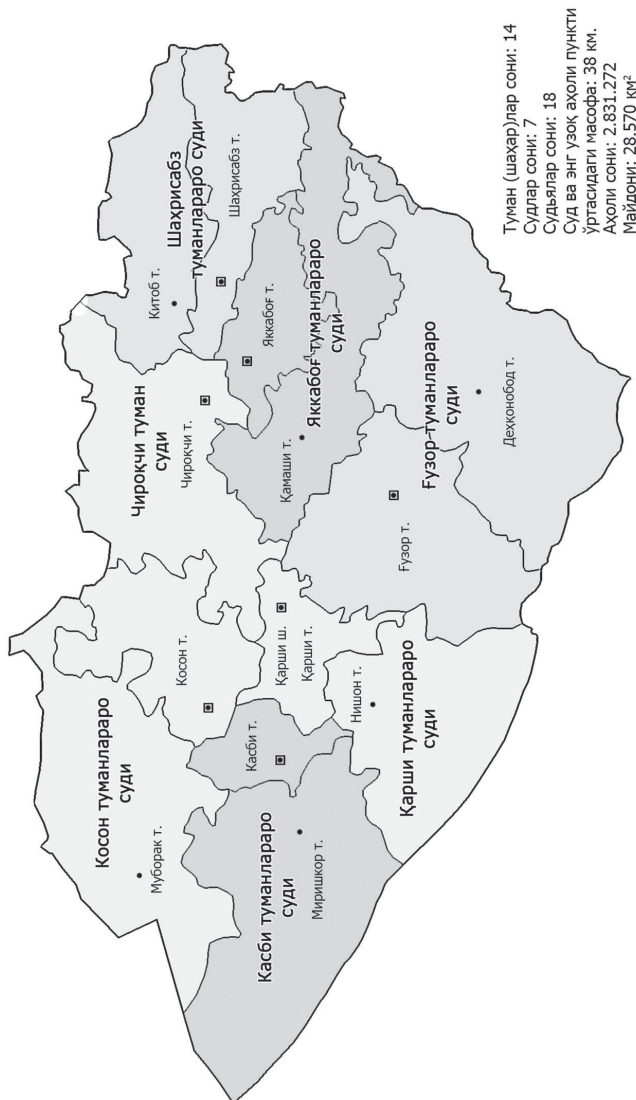 Косон туманлараро
суди
Муборак т.
Косон т.
Чироқчи туман
суди
Чироқчи т.
Шаҳрисабз
туманлараро суди
Китоб т.
Шаҳрисабз т.
Яккабоғ т.
Яккабоғ туманлараро
суди
Қамаши т.
Касби т.
Касби туманлараро
суди
Миришкор т.
Қарши ш.
Қарши т.
Нишон т.
Қарши туманлараро
суди
Ғузор т.
Ғузор туманлараро
суди
Деҳқонобод т.
Туман (шаҳар)лар сони: 14
Судлар сони: 7
Судьялар сони: 18
Суд ва энг узоқ аҳоли пункти
ўртасидаги масофа: 38 км.
Аҳоли сони: 2.831.272
Майдони: 28.570 км²